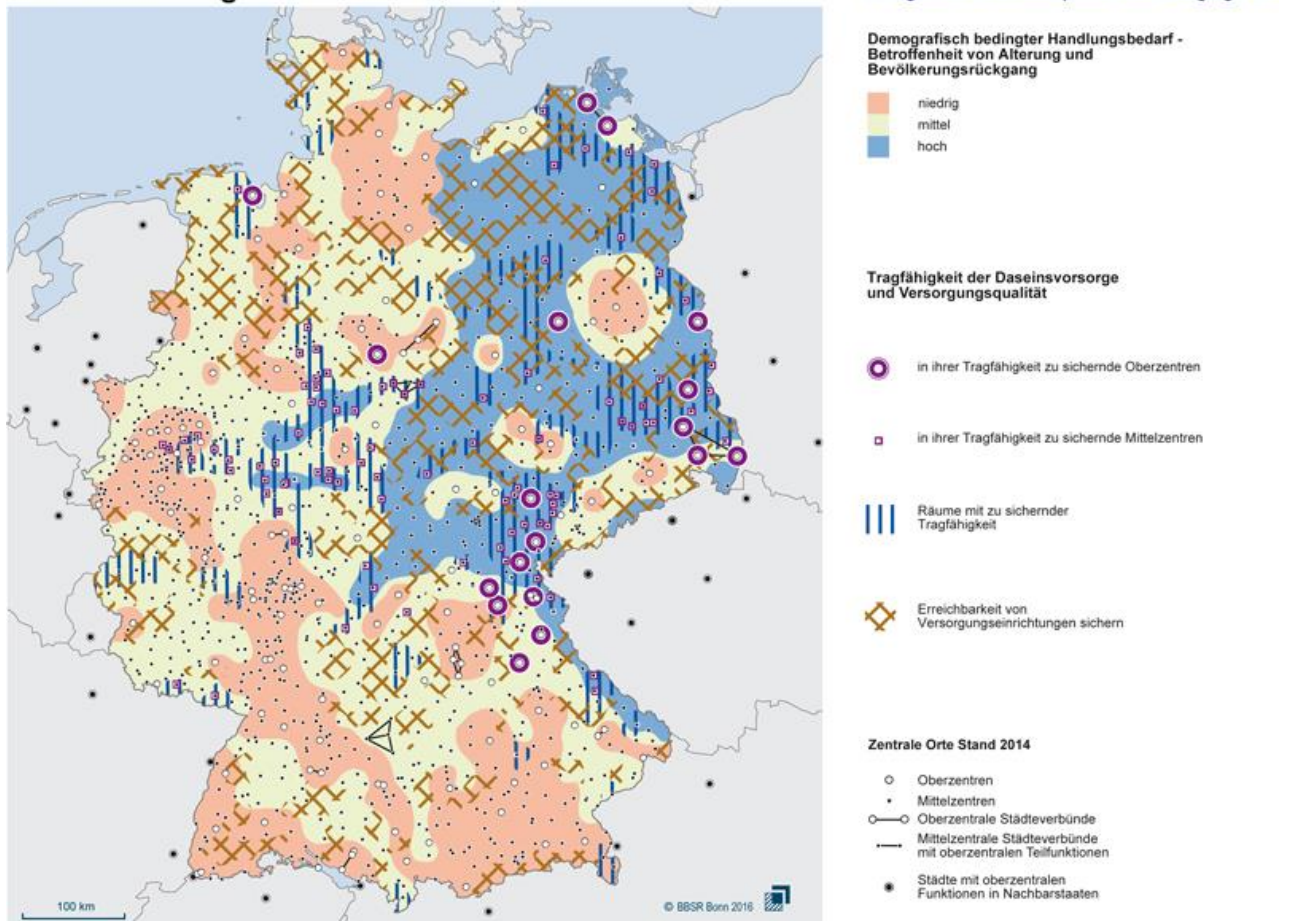 Demografisch bedingter Handlungsbedarf -
Betroffenheit von Alterung und
Bevölkerungsrückgang
niedrig
mittel
hoch
Tragfähigkeit der Daseinsvorsorge
und Versorgungsqualität
in ihrer Tragfähigkeit zu sichernde Oberzentren
in ihrer Tragfähigkeit zu sichernde Mittelzentren
Räume mit zu sichernder
Tragfähigkeit
Erreichbarkeit von
Versorgungseinrichtungen sichern
Zentrale Orte Stand 2014
Oberzentren
Mittelzentren
Oberzentrale Städteverbünde
Mittelzentrale Städteverbünde
mit oberzentralen Teilfunktionen
Städte mit oberzentralen
Funktionen in Nachbarstaaten
100 km
© BBSR Bonn 2016